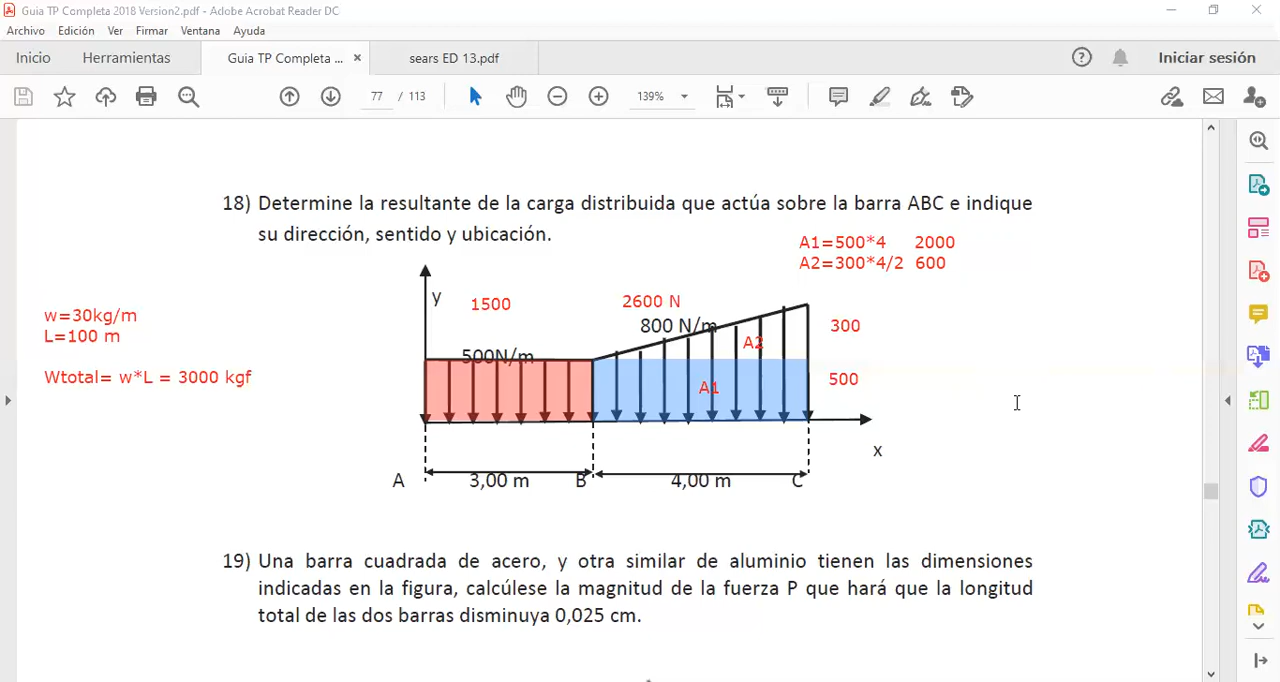 Guia TP Completa 2018 Version2.pdf - Adobe Acrobat Reader DC
Archivo Edición Ver Firmar Ventana Ayuda
Inicio Herramientas Guia TP Completa ... × sears ED 13.pdf Iniciar sesión
77 / 113 139%
18) Determine la resultante de la carga distribuida que actúa sobre la barra ABC e indique
su dirección, sentido y ubicación.
A1=500*4 2000
A2=300*4/2 600
y
1500
2600 N
800 N/m
300
w=30kg/m
L=100 m
500N/m
A2
Wtotal= w*L = 3000 kgf
A1
500
x
A 3,00 m B 4,00 m C
19) Una barra cuadrada de acero, y otra similar de aluminio tienen las dimensiones
indicadas en la figura, calcúlese la magnitud de la fuerza P que hará que la longitud
total de las dos barras disminuya 0,025 cm.